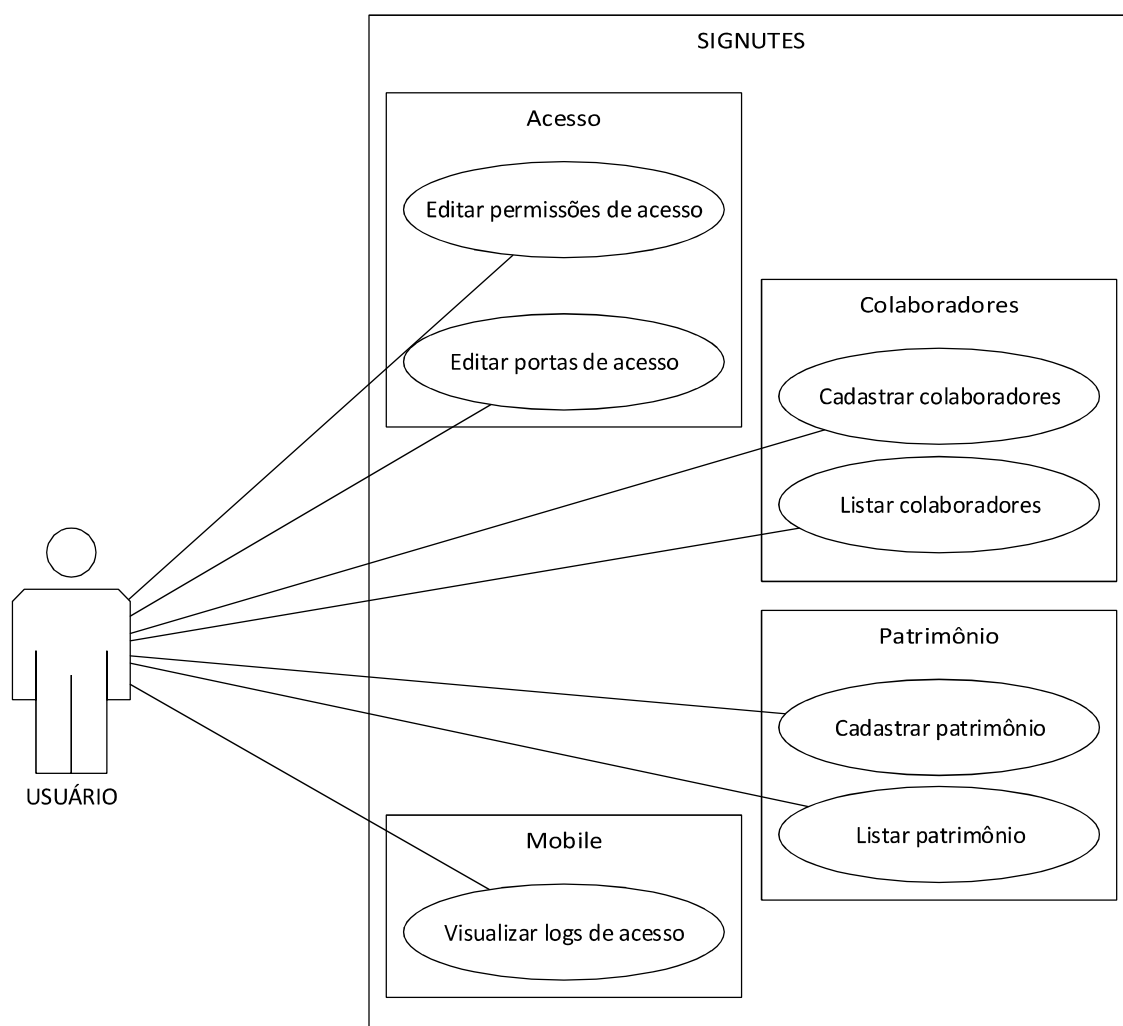 SIGNUTES
Acesso
Editar permissões de acesso
Editar portas de acesso
Colaboradores
Cadastrar colaboradores
Listar colaboradores
Patrimônio
Cadastrar patrimônio
Listar patrimônio
Mobile
Visualizar logs de acesso
USUÁRIO